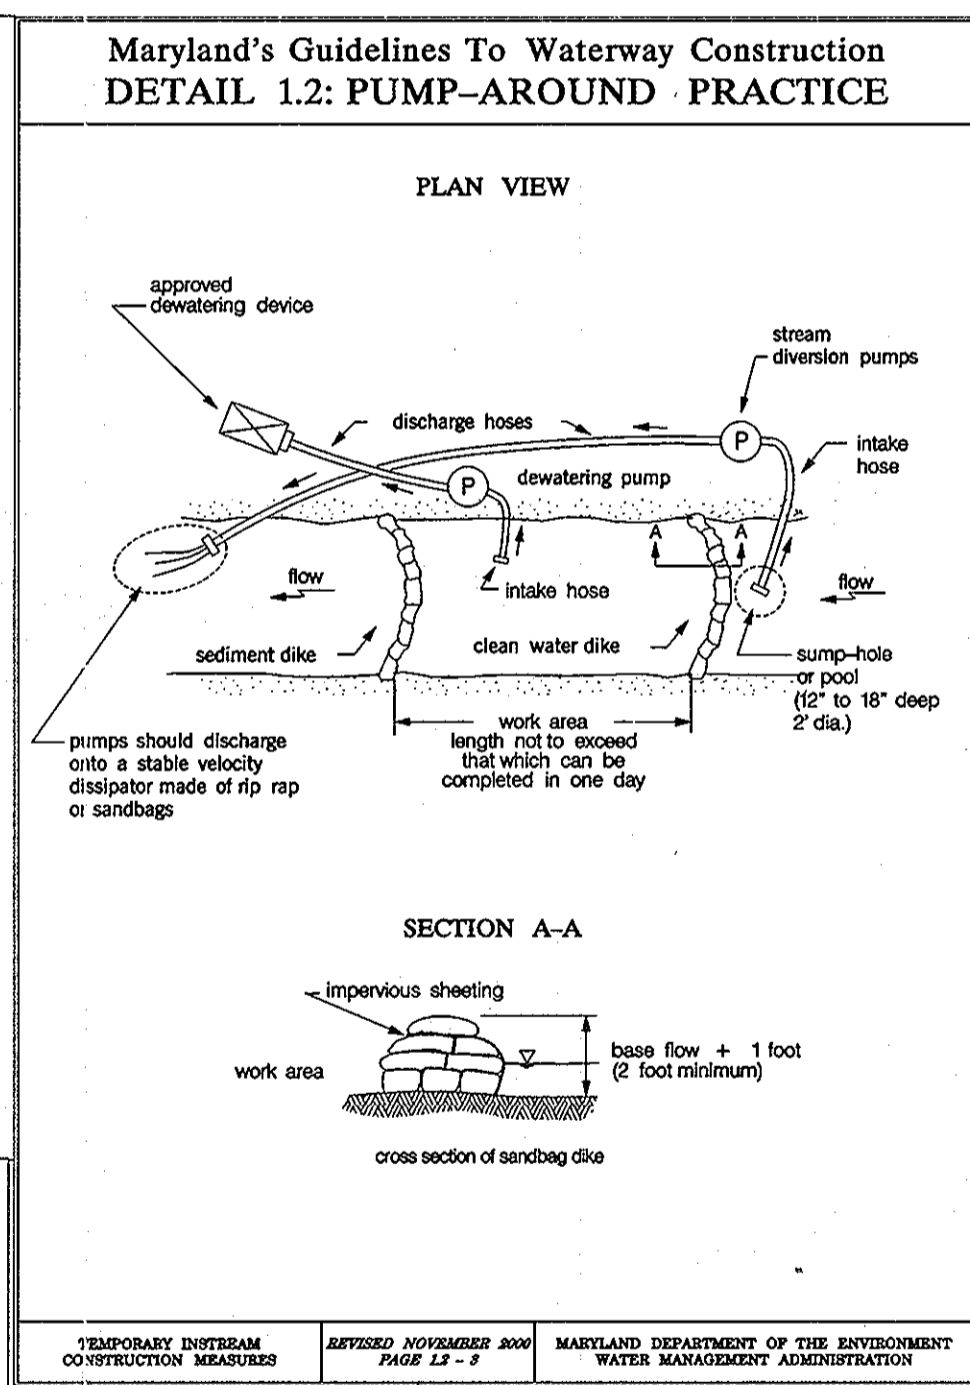 Maryland's Guidelines To Waterway Construction
DETAIL 1.2: PUMP-AROUND PRACTICE
PLAN VIEW
approved
dewatering device
stream
diversion pumps
discharge hoses
P
intake
hose
dewatering pump
P
A
A
flow
intake hose
flow
sediment dike
clean water dike
sump-hole
or pool
(12" to 18" deep
2' dia.)
work area
length not to exceed
that which can be
completed in one day
pumps should discharge
onto a stable velocity
dissipator made of rip rap
or sandbags
SECTION A-A
impervious sheeting
work area
base flow + 1 foot
(2 foot minimum)
cross section of sandbag dike
TEMPORARY INSTREAM
CONSTRUCTION MEASURES
REVISED NOVEMBER 2000
PAGE 1.2 - 3
MARYLAND DEPARTMENT OF THE ENVIRONMENT
WATER MANAGEMENT ADMINISTRATION